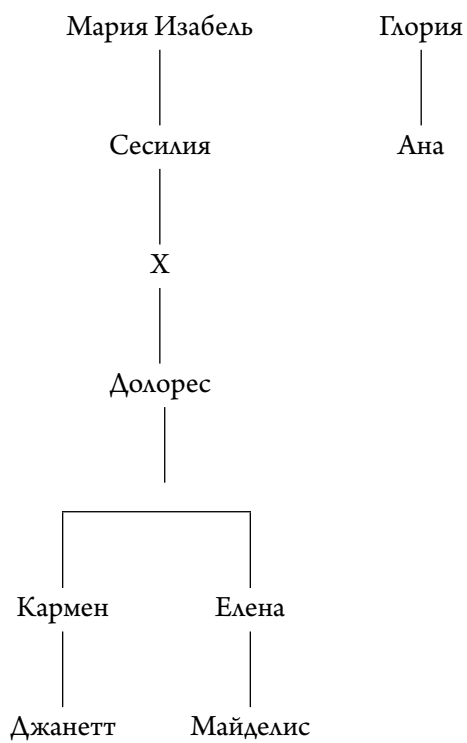 Мария Изабель Глория
Сесилия Ана
X
Долорес
Кармен Елена
Джанетт Майделис